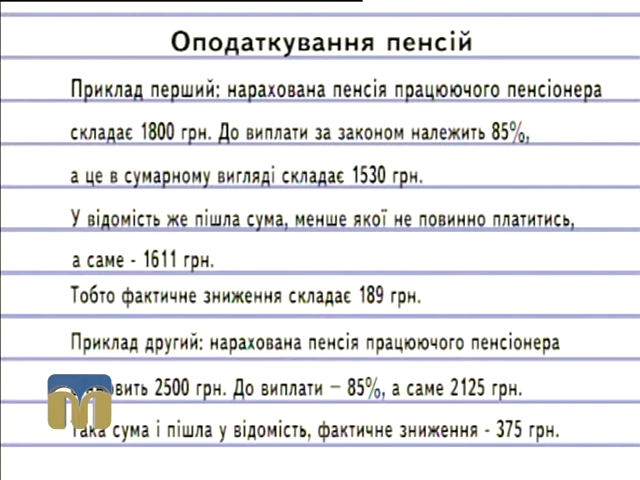 Оподаткування пенсій
Приклад перший: нарахована пенсія працюючого пенсіонера
складає 1800 грн. До виплати за законом належить 85%,
а це в сумарному вигляді складає 1530 грн.
У відомість же пішла сума, менше якої не повинно платитись,
а саме - 1611 грн.
Тобто фактичне зниження складає 189 грн.
Приклад другий: нарахована пенсія працюючого пенсіонера
2500 грн. До виплати – 85%, а саме 2125 грн.
Така сума і пішла у відомість, фактичне зниження - 375 грн.